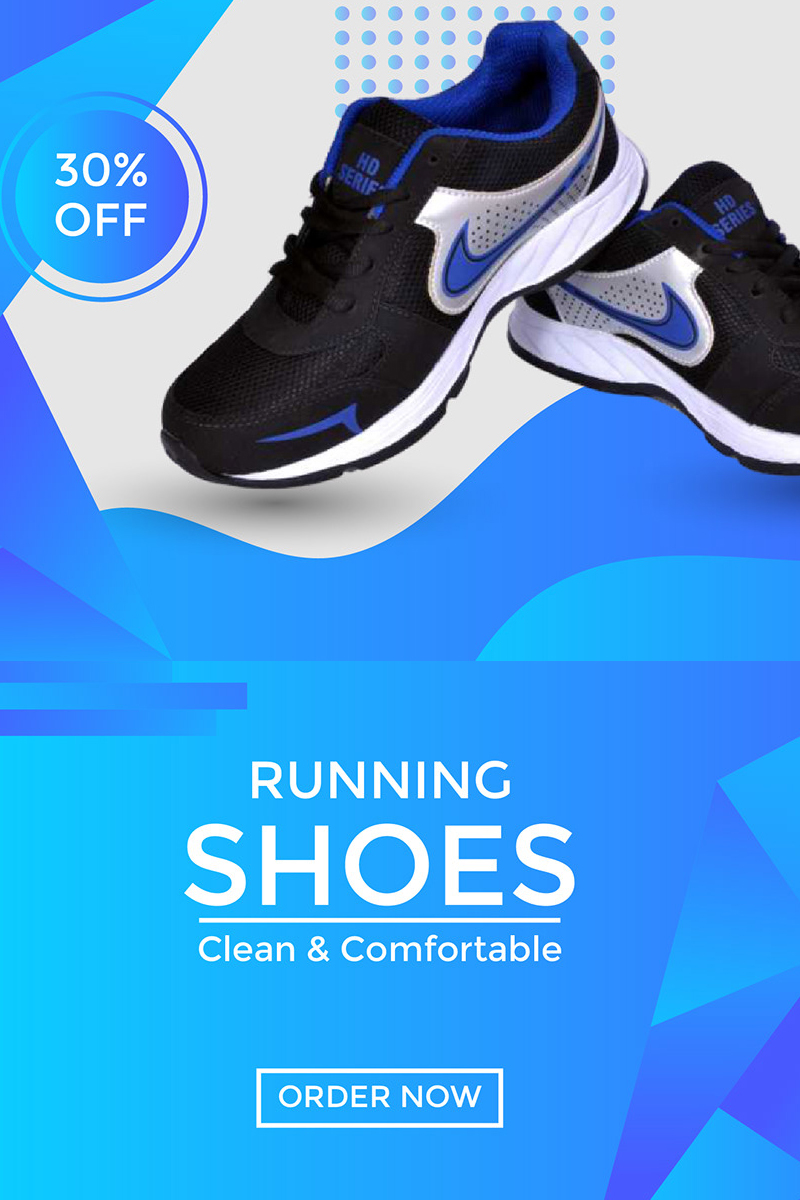 30%
OFF
HD
SERIES
HD
SERIES
RUNNING
SHOES
Clean & Comfortable
ORDER NOW